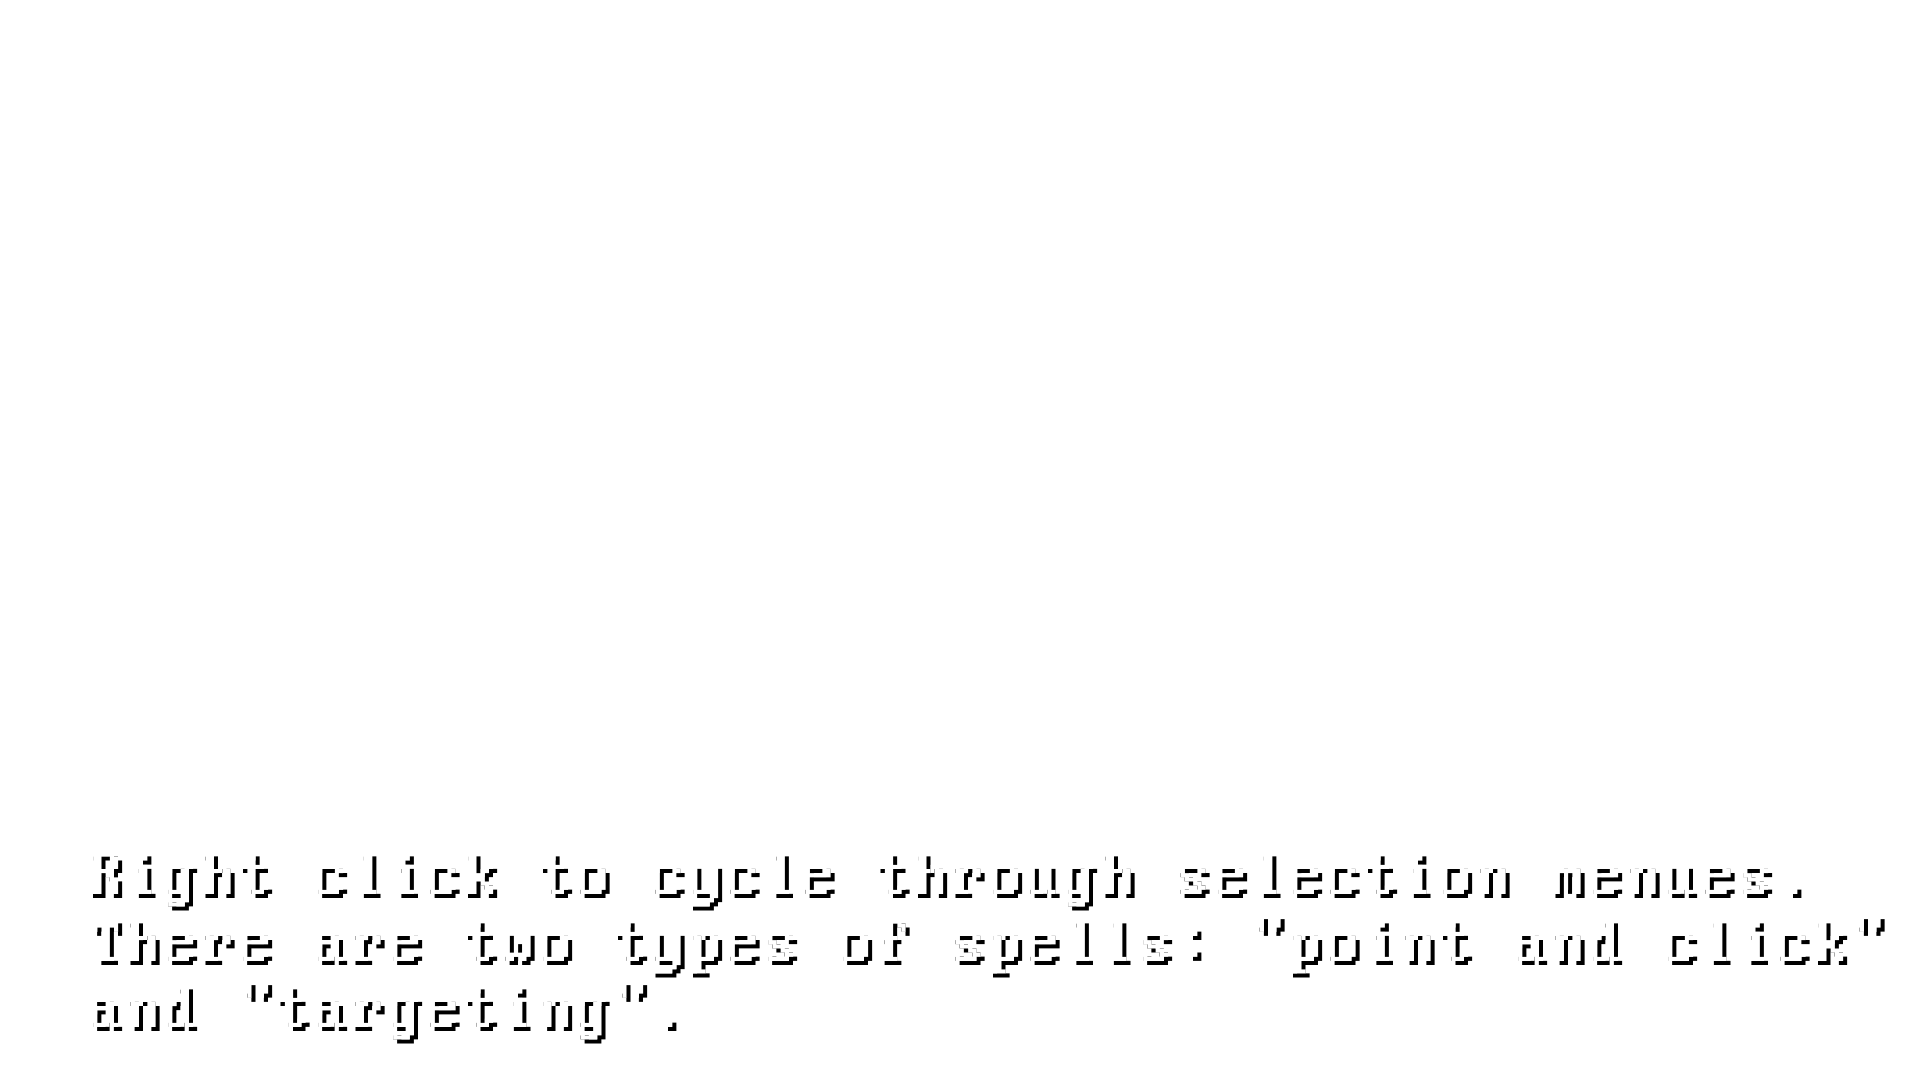 Right click to cycle through selection menues.
There are two types of spells: "point and click"
and "targeting".